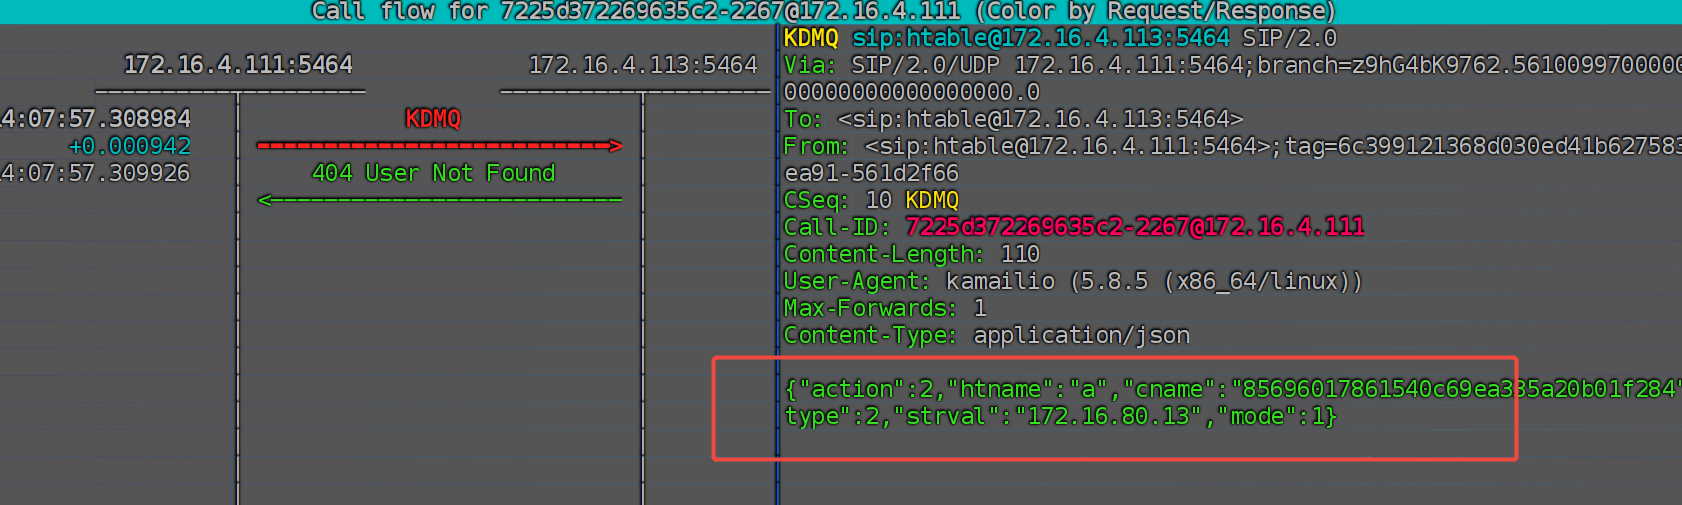 Call flow for 7225d372269635c2-2267@172.16.4.111 (Color by Request/Response)
172.16.4.111:5464
172.16.4.113:5464
4:07:57.308984
KDMQ
+0.000942
4:07:57.309926
404 User Not Found
KDMQ sip:htable@172.16.4.113:5464 SIP/2.0
Via: SIP/2.0/UDP 172.16.4.111:5464;branch=z9hG4bK9762.56100997000000
0000000000000000000.0
To: <sip:htable@172.16.4.113:5464>
From: <sip:htable@172.16.4.111:5464>;tag=6c399121368d030ed41b627583
ea91-561d2f66
CSeq: 10 KDMQ
Call-ID: 7225d372269635c2-2267@172.16.4.111
Content-Length: 110
User-Agent: kamailio (5.8.5 (x86_64/linux))
Max-Forwards: 1
Content-Type: application/json
{"action":2,"htname":"a","cname":"85696017861540c69ea335a20b01f284"
type":2,"strval":"172.16.80.13","mode":1}